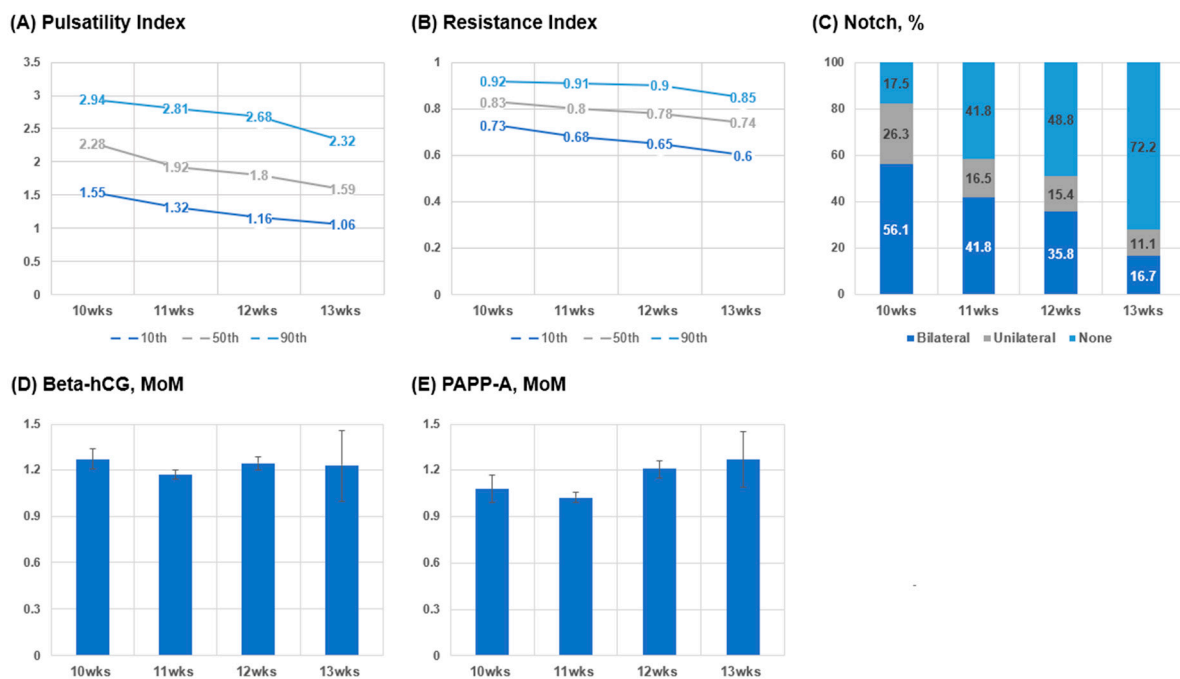 (A) Pulsatility Index
3.5
3
2.5
2
1.5
1
0.5
0
2.94 2.81 2.68 2.32
2.28 1.92 1.8 1.59
1.55 1.32 1.16 1.06
10wks 11wks 12wks 13wks
10th 50th 90th
(B) Resistance Index
1
0.8
0.6
0.4
0.2
0
0.92 0.91 0.9 0.85
0.83 0.8 0.78 0.74
0.73 0.68 0.65 0.6
10wks 11wks 12wks 13wks
10th 50th 90th
(C) Notch, %
100
80
60
40
20
0
17.5 41.8 48.8 72.2
26.3 16.5 15.4 11.1
56.1 41.8 35.8 16.7
10wks 11wks 12wks 13wks
Bilateral Unilateral None
(D) Beta-hCG, MoM
1.5
1.2
0.9
0.6
0.3
0
10wks 11wks 12wks 13wks
(E) PAPP-A, MoM
1.5
1.2
0.9
0.6
0.3
0
10wks 11wks 12wks 13wks